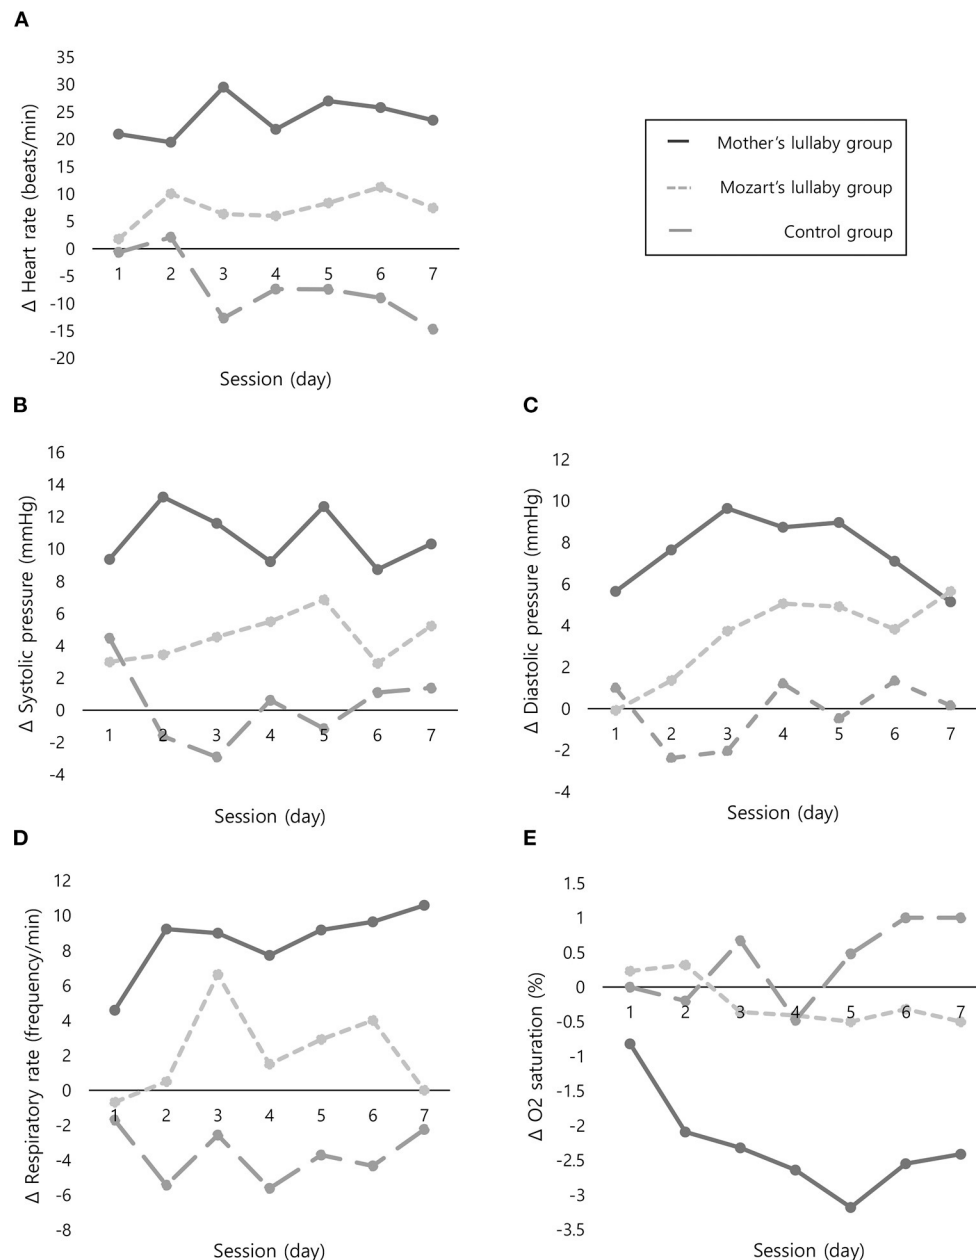 A
35
30
25
20
15
10
5
0
-5
-10
-15
-20
Δ Heart rate (beats/min)
1 2 3 4 5 6 7
Session (day)
Mother's lullaby group
Mozart's lullaby group
Control group
B
16
14
12
10
8
6
4
2
0
-2
-4
Δ Systolic pressure (mmHg)
1 2 3 4 5 6 7
Session (day)
C
12
10
8
6
4
2
0
-2
-4
Δ Diastolic pressure (mmHg)
1 2 3 4 5 6 7
Session (day)
D
12
10
8
6
4
2
0
-2
-4
-6
-8
Δ Respiratory rate (frequency/min)
1 2 3 4 5 6 7
Session (day)
E
1.5
1
0.5
0
-0.5
-1
-1.5
-2
-2.5
-3
-3.5
Δ O2 saturation (%)
1 2 3 4 5 6 7
Session (day)